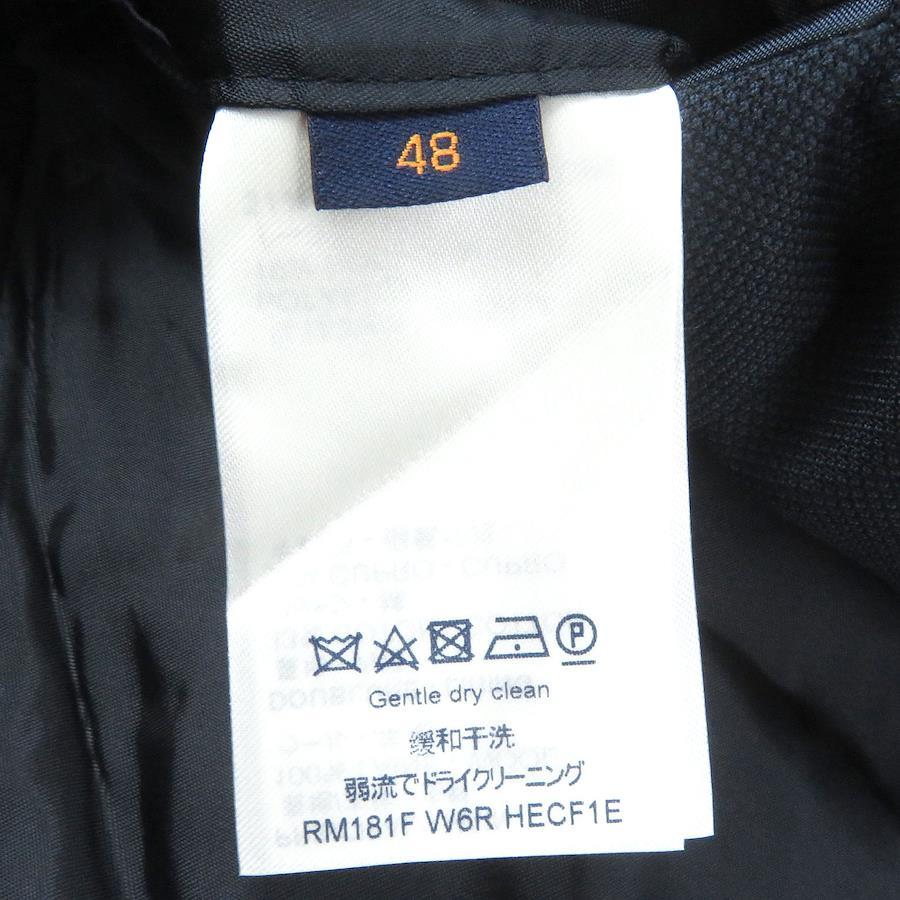 48
P
Gentle dry clean
缓和干洗
弱流でドライクリーニング
RM181F W6R HECF1E